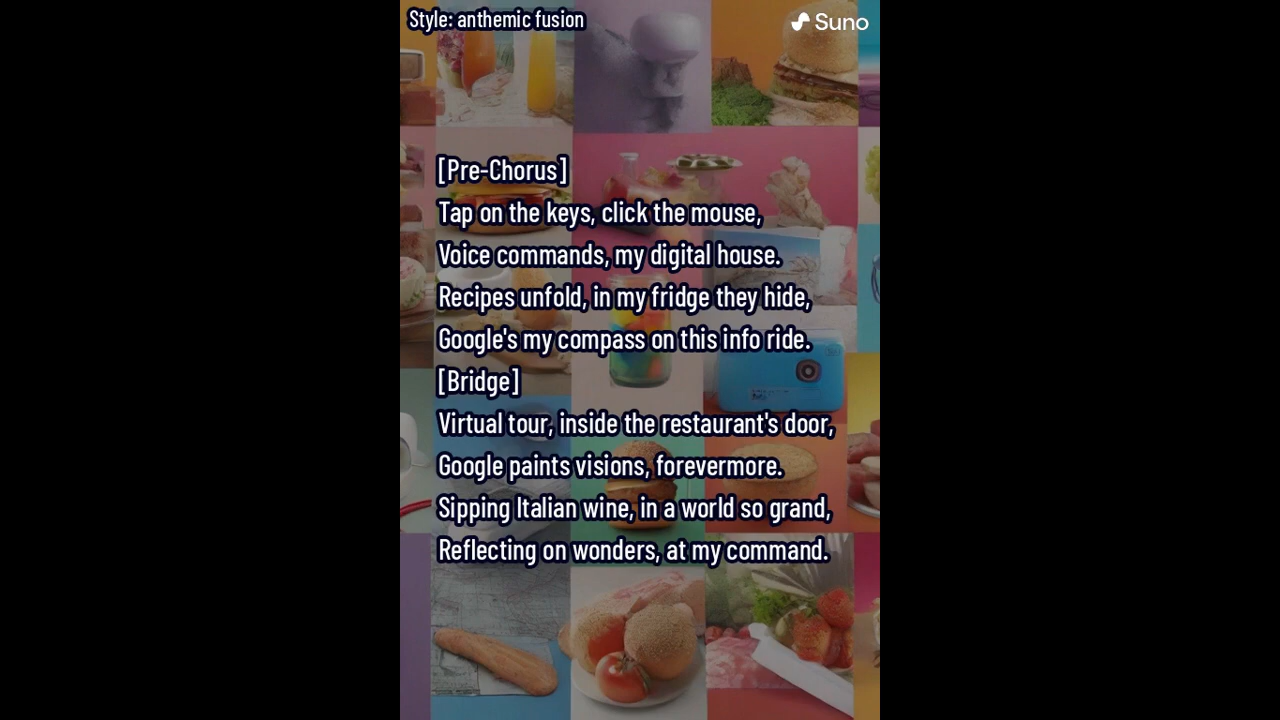 Style: anthemic fusion
Suno
[Pre-Chorus]
Tap on the keys, click the mouse,
Voice commands, my digital house.
Recipes unfold, in my fridge they hide,
Google's my compass on this info ride.
[Bridge]
Virtual tour, inside the restaurant's door,
Google paints visions, forevermore.
Sipping Italian wine, in a world so grand,
Reflecting on wonders, at my command.